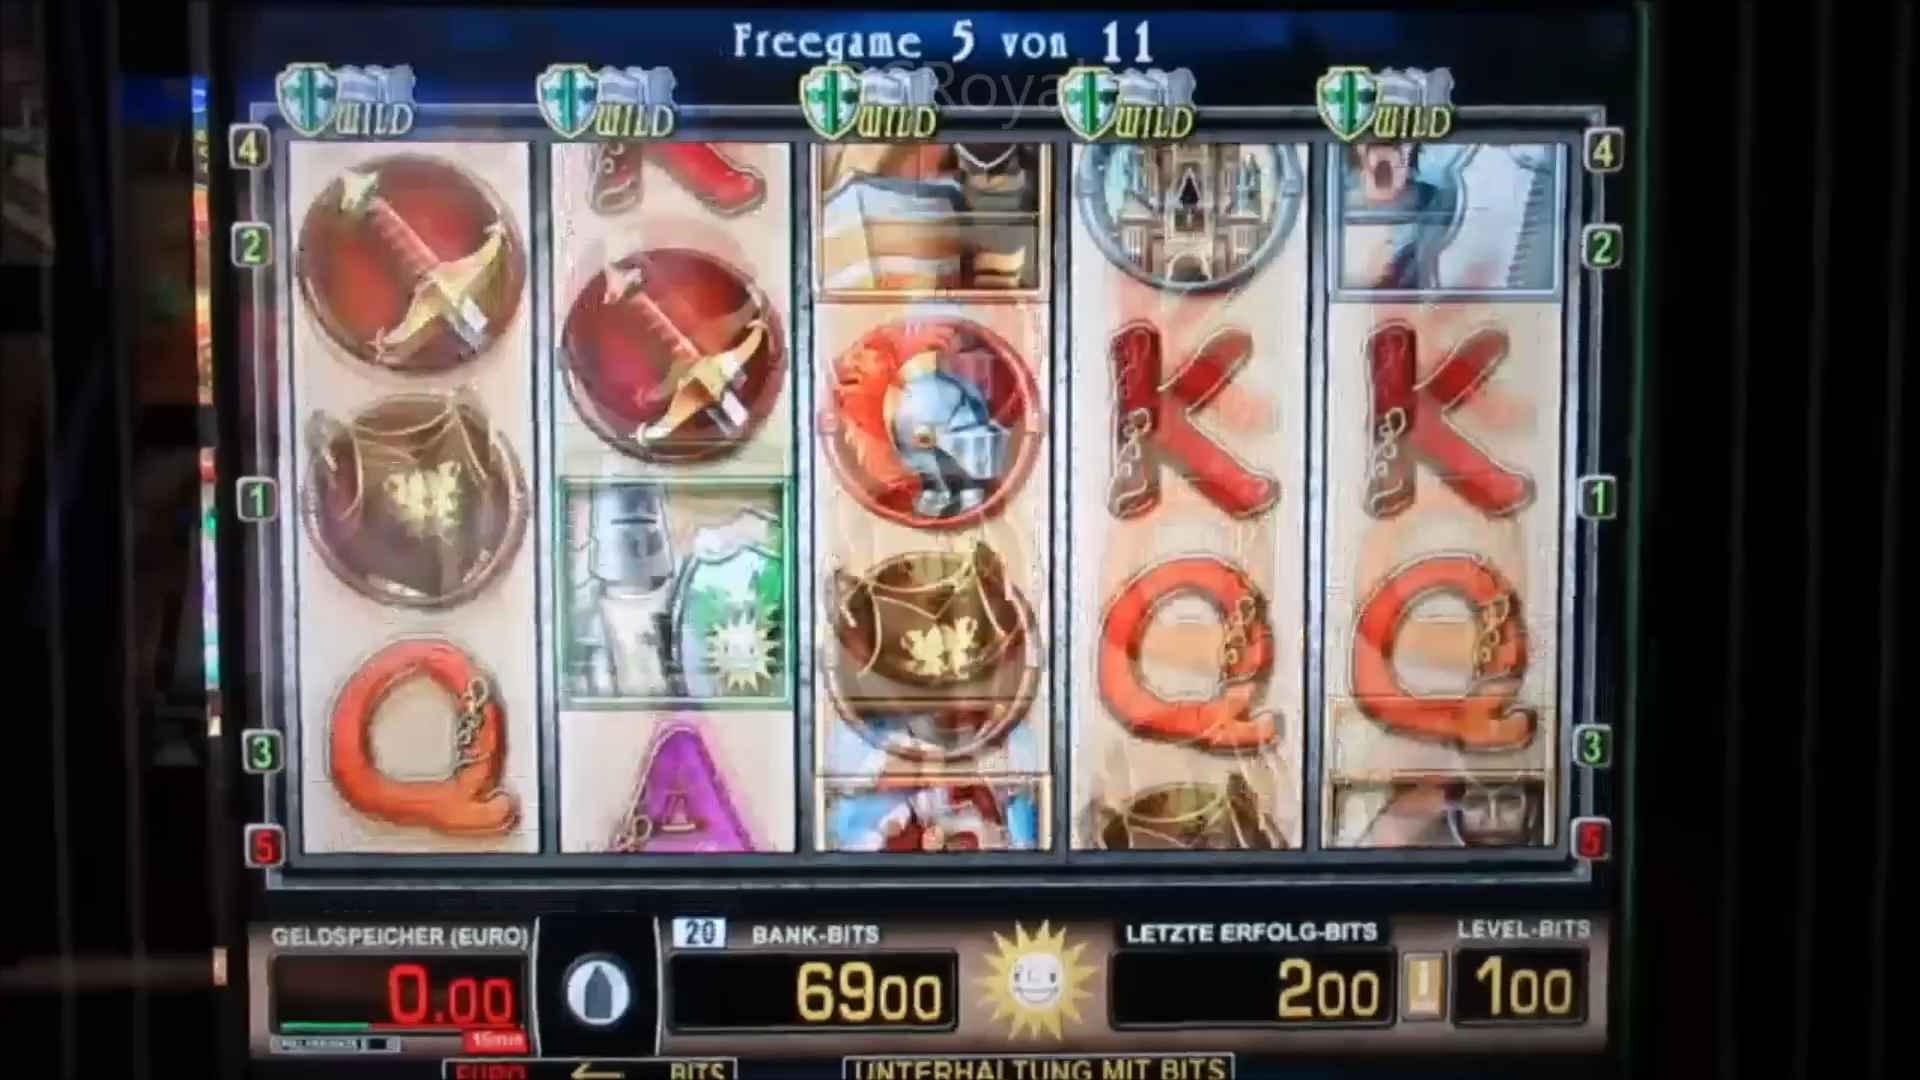 Freegame 5 von 11
WILD WILD WILD WILD WILD
4 4
2 2
K
K K
1 1
Q Q
Q
3 3
A
5 5
GELDSPEICHER (EURO) 20 BANK-BITS LETZTE ERFOLG-BITS LEVEL-BITS
0.00 6900 200 100
15min
EURO BITS UNTERHALTUNG MIT BITS